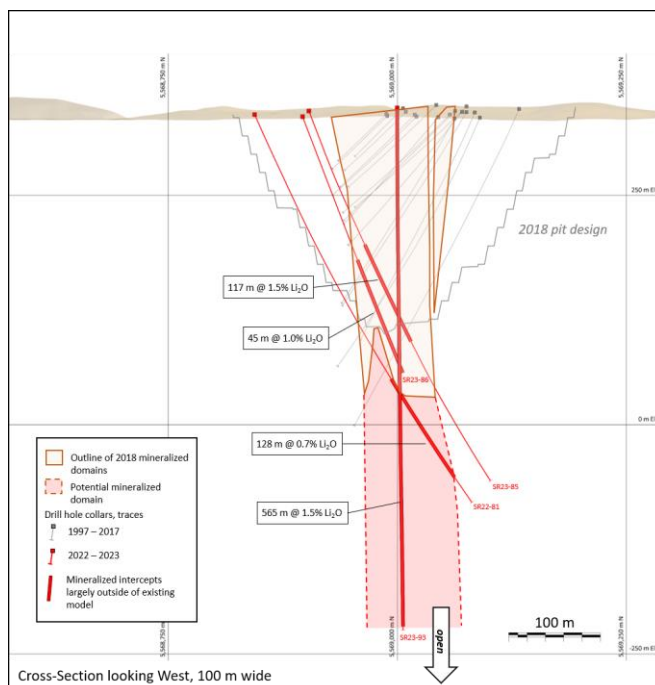 5,568,750 m N
5,569,000 m N
5,569,250 m N
250 m El
2018 pit design
117 m @ 1.5% Li₂O
45 m @ 1.0% Li₂O
SR23-86
0 m El
128 m @ 0.7% Li₂O
SR23-85
SR22-81
565 m @ 1.5% Li₂O
Outline of 2018 mineralized
domains
Potential mineralized
domain
Drill hole collars, traces
1997 – 2017
2022 – 2023
Mineralized intercepts
largely outside of existing
model
SR23-93
open
100 m
-250 m El
5,568,750 m N
5,569,000 m N
5,569,250 m N
Cross-Section looking West, 100 m wide